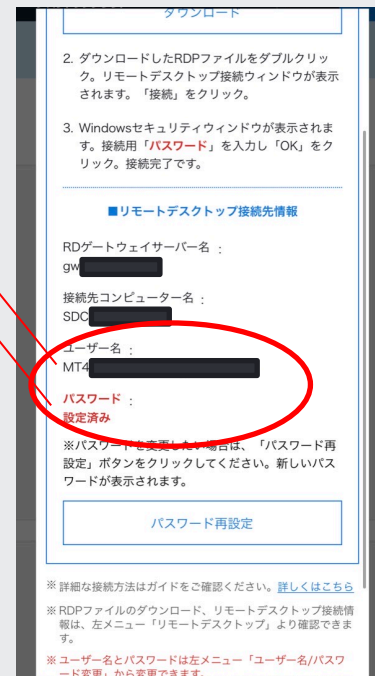 ダウンロード
2. ダウンロードしたRDPファイルをダブルクリッ
ク。リモートデスクトップ接続ウィンドウが表示
されます。「接続」をクリック。
3. Windowsセキュリティウィンドウが表示されま
す。接続用「パスワード」を入力し「OK」をク
リック。接続完了です。
■リモートデスクトップ接続先情報
RDゲートウェイサーバー名 :
gw
接続先コンピューター名 :
SDC
ユーザー名 :
MT4
パスワード :
設定済み
※パスワードを変更したい場合は、「パスワード再
設定」ボタンをクリックしてください。新しいパス
ワードが表示されます。
パスワード再設定
※ 詳細な接続方法はガイドをご確認ください。詳しくはこちら
※ RDPファイルのダウンロード、リモートデスクトップ接続情
報は、左メニュー「リモートデスクトップ」より確認できま
す。
※ ユーザー名とパスワードは左メニュー「ユーザー名/パスワ
ード変更」から変更できます。